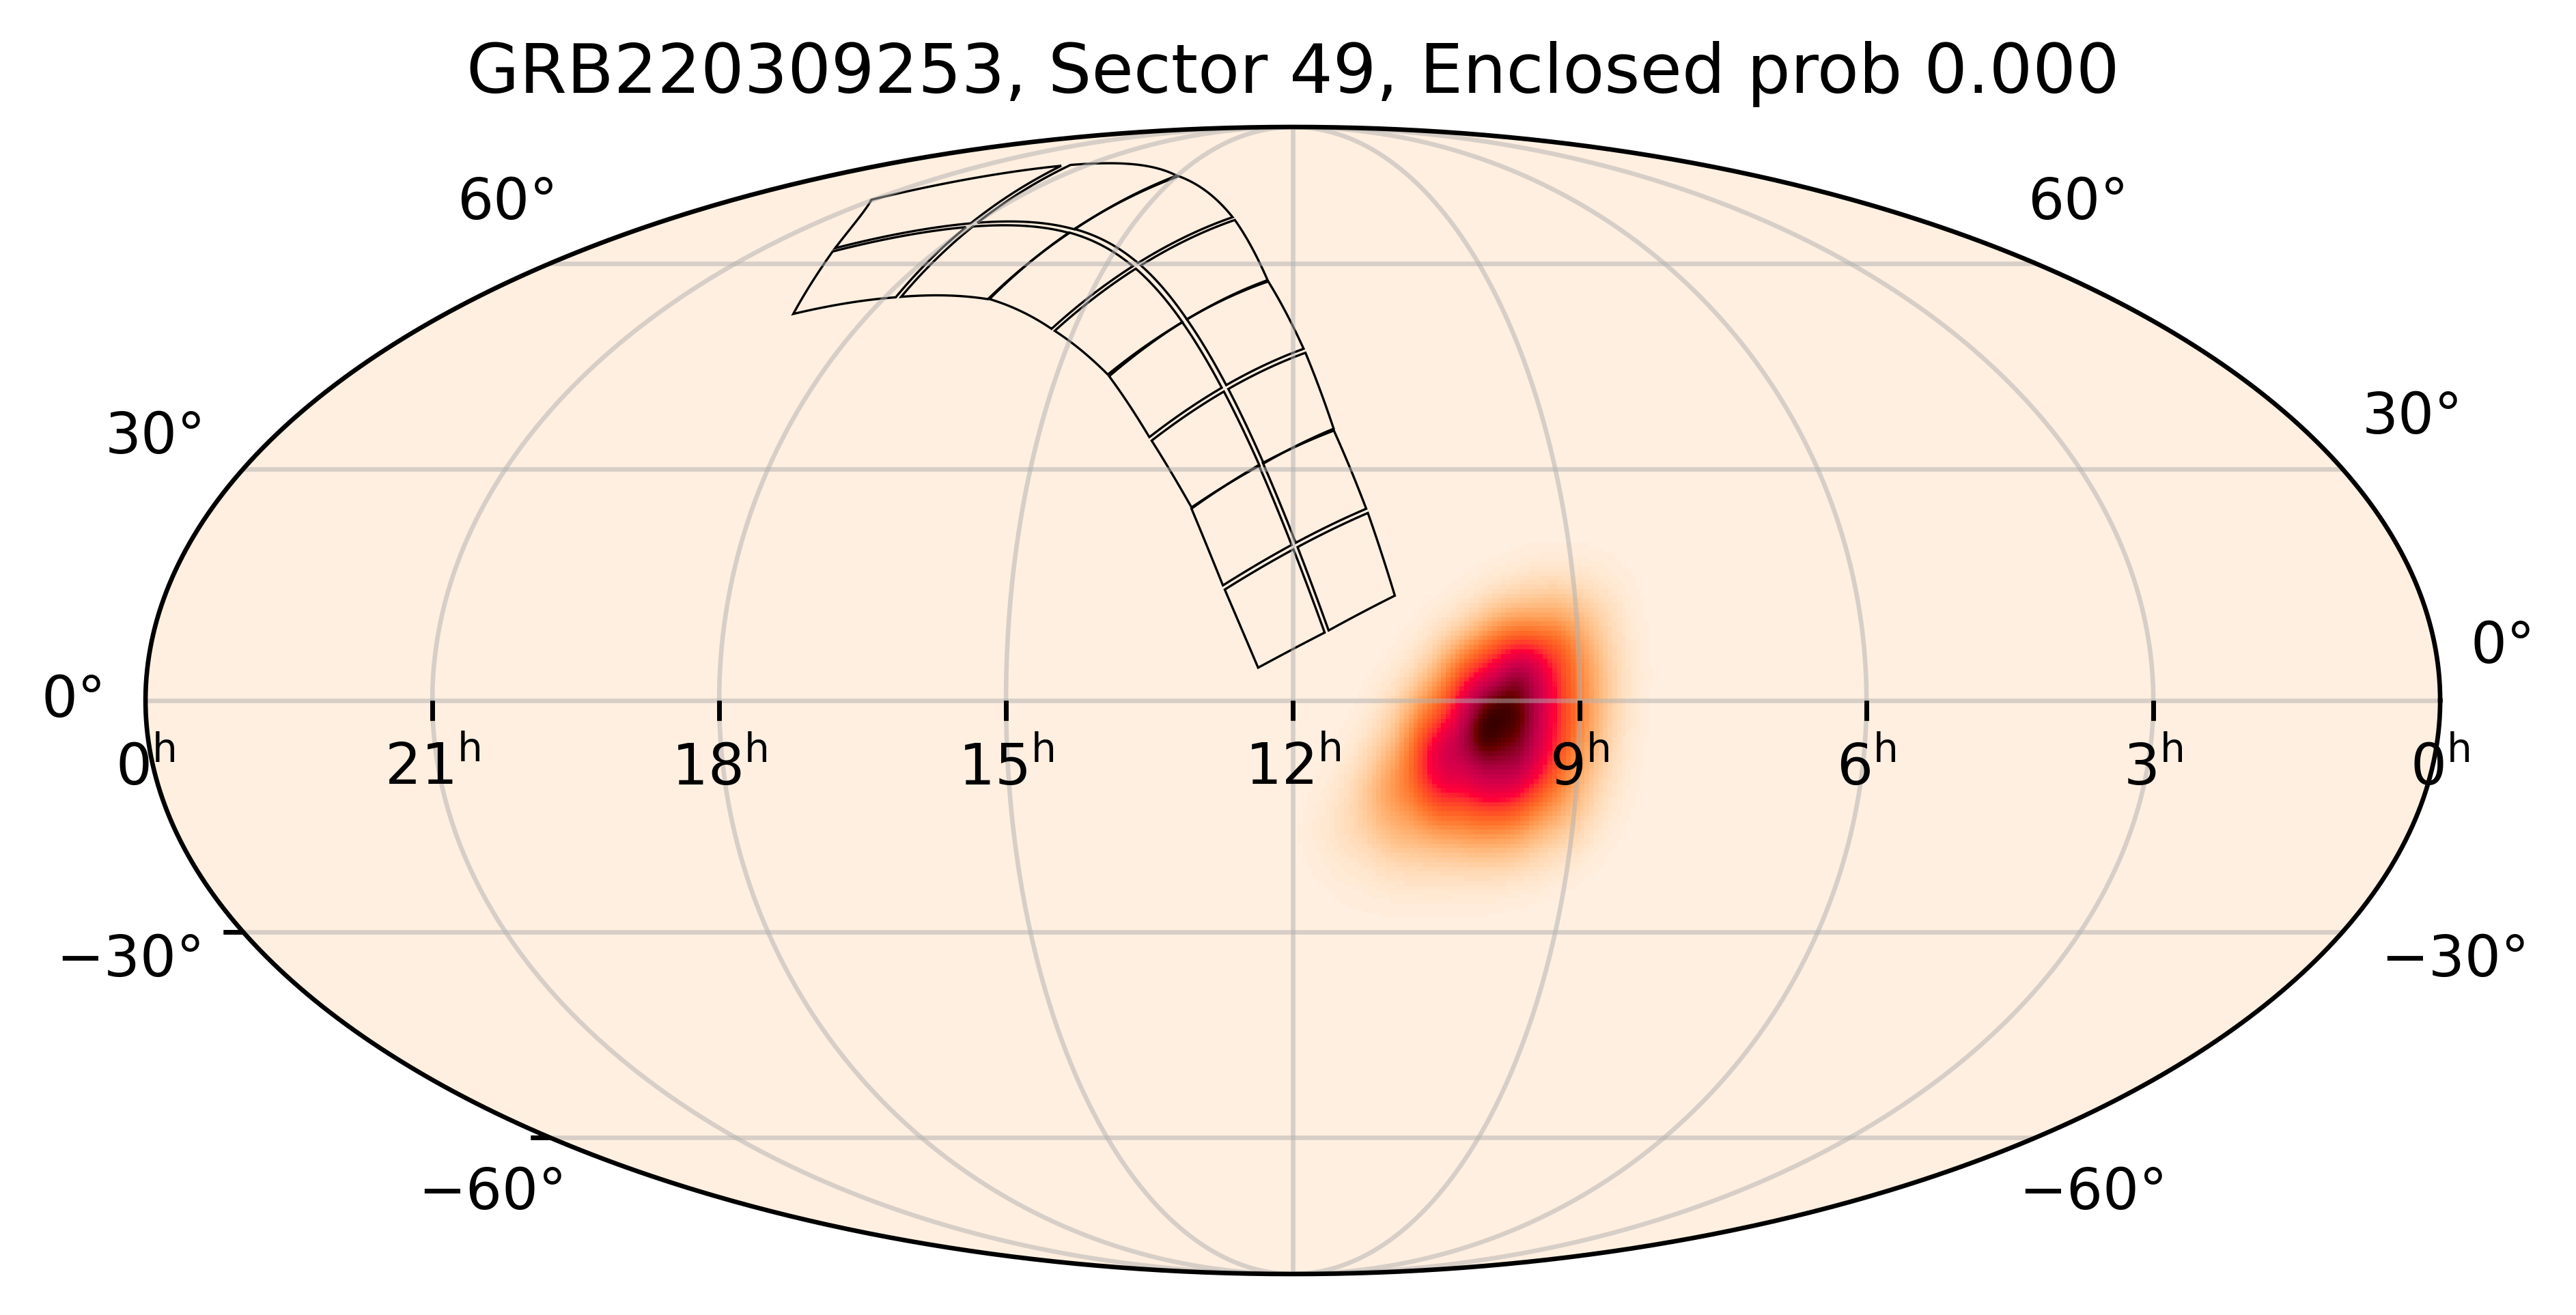 GRB220309253, Sector 49, Enclosed prob 0.000
60° 60°
30° 30°
0° 0°
0h 21h 18h 15h 12h 9h 6h 3h 0h
−30° −30°
−60° −60°